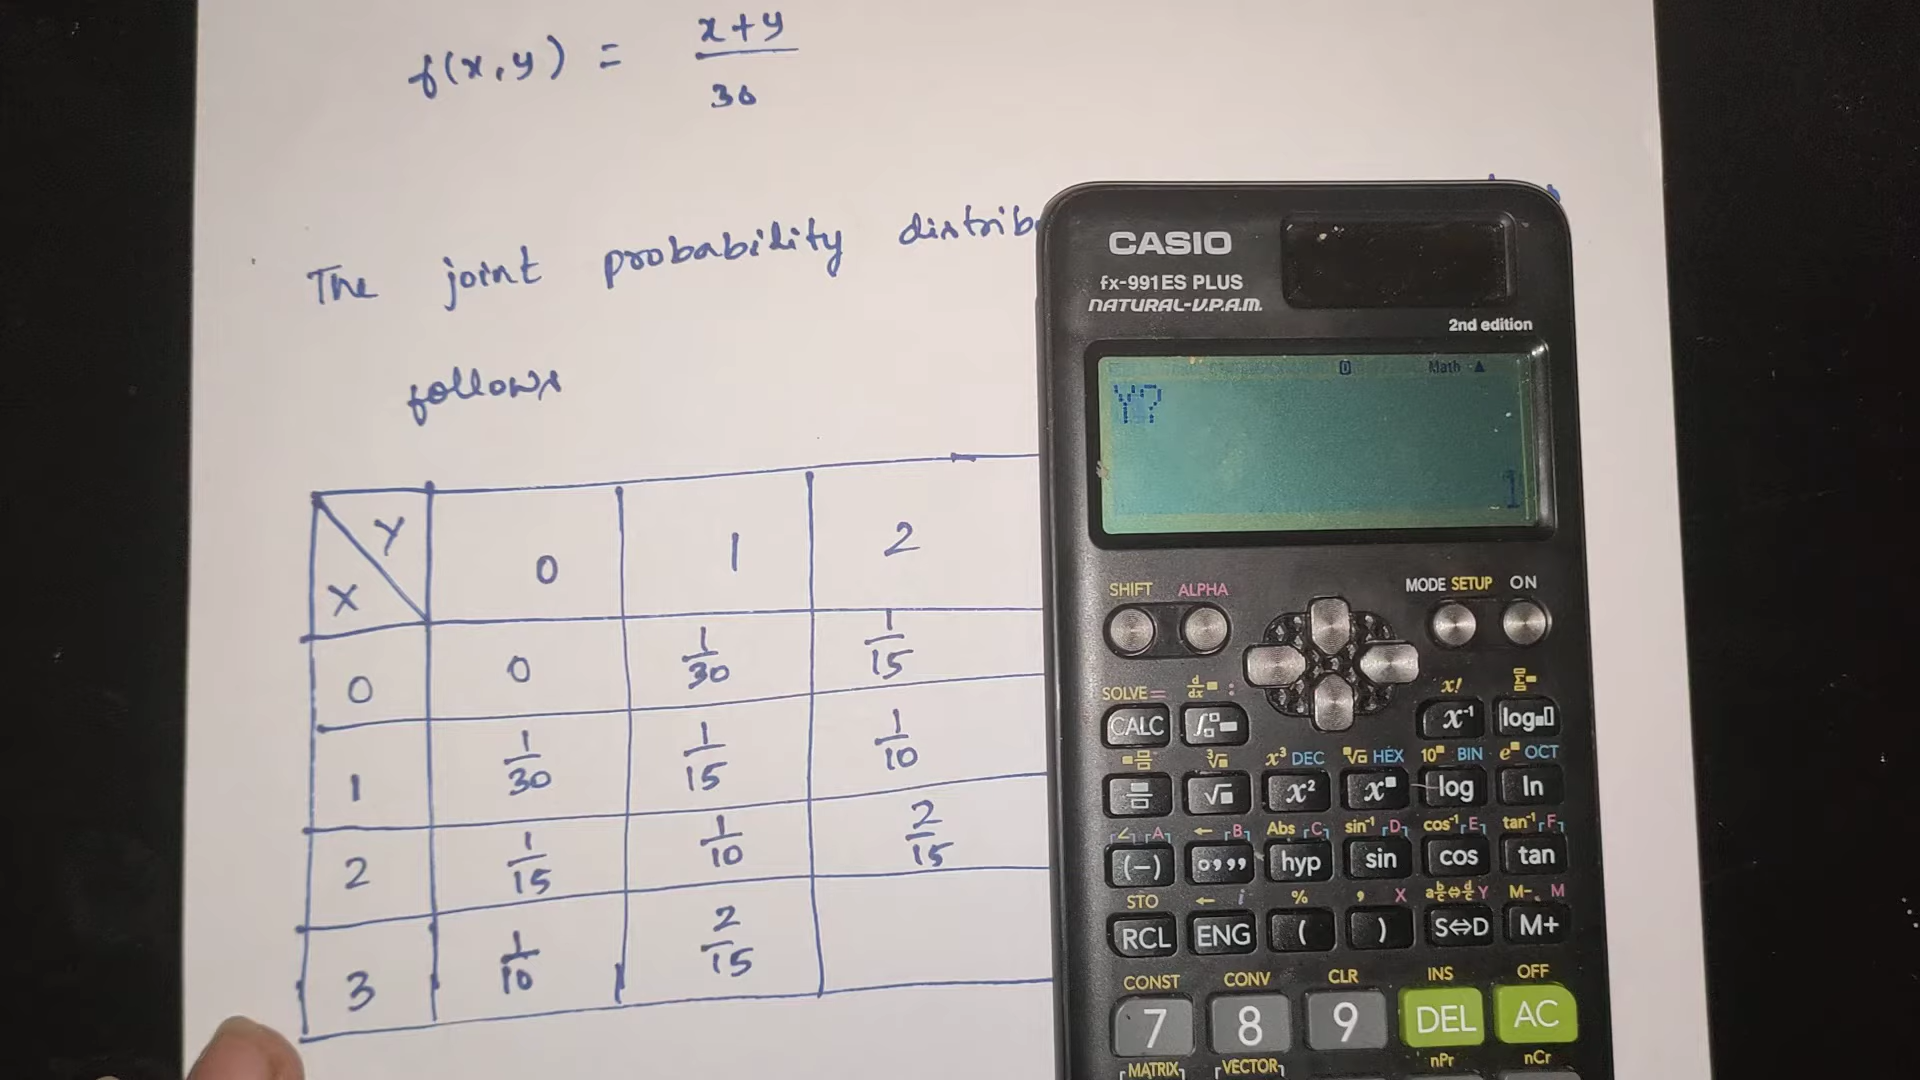 f(x,y) = x+y
30
The joint probability distrib
follows
Y
X 0 1 2
0 0 1/30 1/15
1 1/30 1/15 1/10
2 1/15 1/10 2/15
3 1/10 2/15
CASIO
fx-991ES PLUS
NATURAL-V.P.A.M.
2nd edition
D Math ▲
Y?
1
SHIFT ALPHA MODE SETUP ON
SOLVE = d/dx : x! Σ
CALC ∫ x⁻¹ log
x³ DEC ˣ√ HEX 10 BIN e OCT
√ x² x log ln
∠ A ← B Abs C sin⁻¹ D cos⁻¹ E tan⁻¹ F
(−) °,,, hyp sin cos tan
STO ← i % , X a b/c⇔d/c Y M- M
RCL ENG ( ) S⇔D M+
CONST CONV CLR INS OFF
7 8 9 DEL AC
MATRIX VECTOR nPr nCr